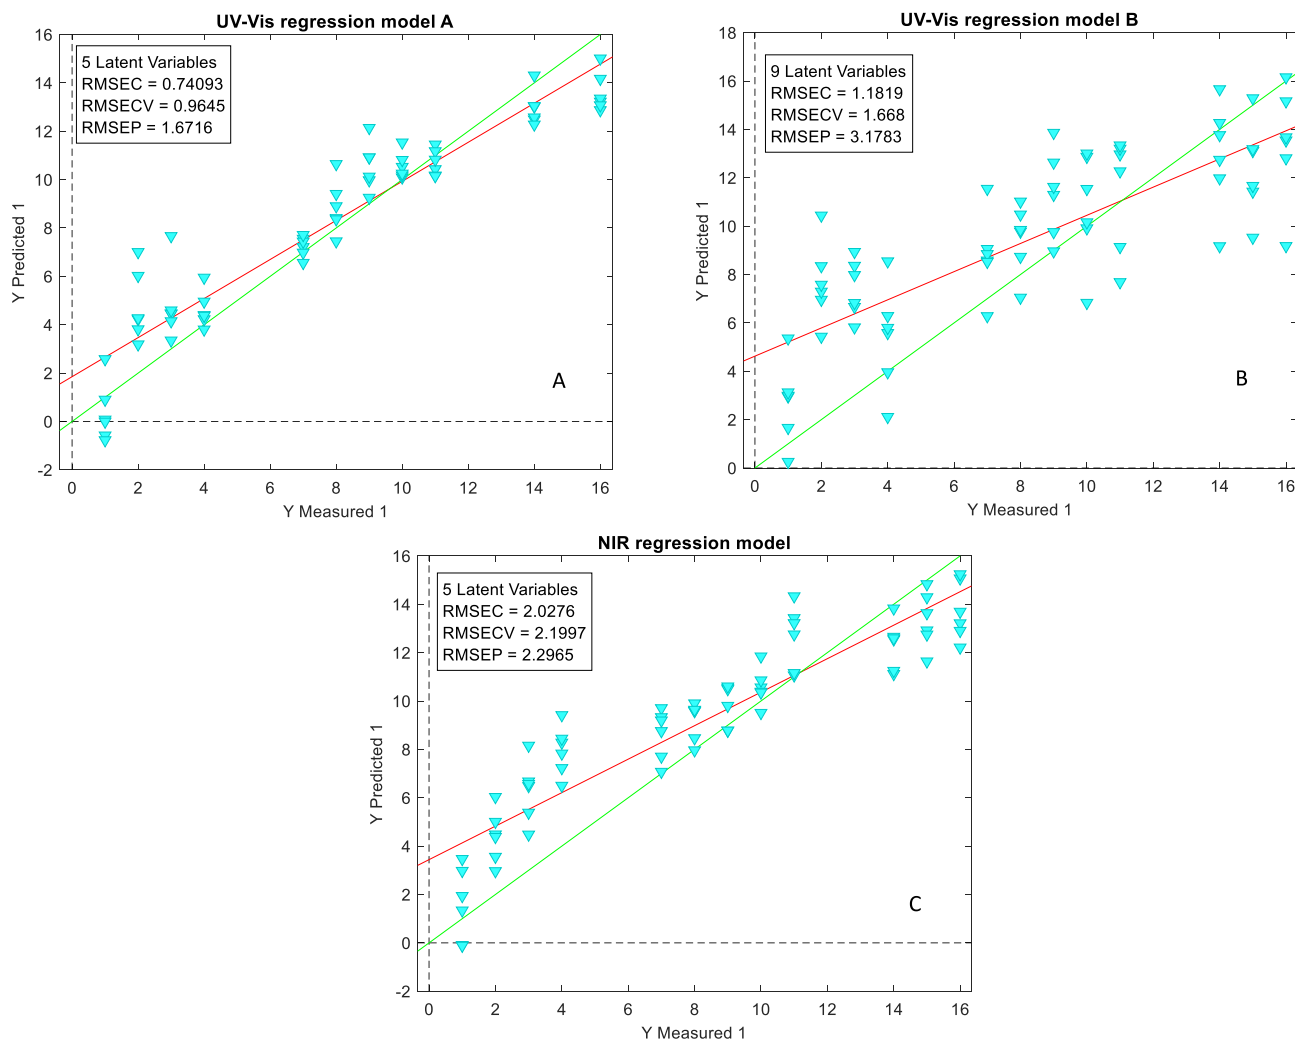 UV-Vis regression model A
5 Latent Variables
RMSEC = 0.74093
RMSECV = 0.9645
RMSEP = 1.6716
16
14
12
10
8
6
4
2
0
-2
Y Predicted 1
A
0 2 4 6 8 10 12 14 16
Y Measured 1
UV-Vis regression model B
9 Latent Variables
RMSEC = 1.1819
RMSECV = 1.668
RMSEP = 3.1783
18
16
14
12
10
8
6
4
2
0
Y Predicted 1
B
0 2 4 6 8 10 12 14 16
Y Measured 1
NIR regression model
5 Latent Variables
RMSEC = 2.0276
RMSECV = 2.1997
RMSEP = 2.2965
16
14
12
10
8
6
4
2
0
-2
Y Predicted 1
C
0 2 4 6 8 10 12 14 16
Y Measured 1